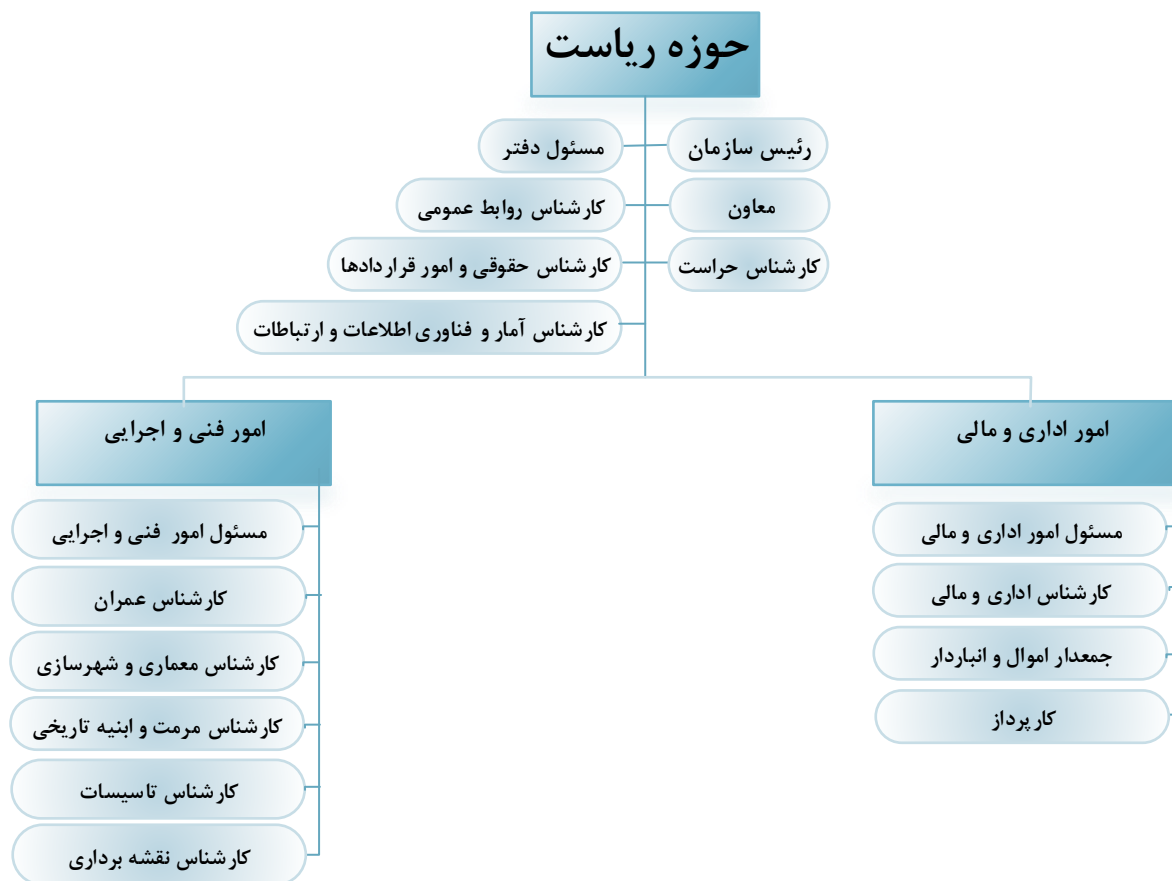 حوزه ریاست
رئیس سازمان
مسئول دفتر
معاون
کارشناس روابط عمومی
کارشناس حراست
کارشناس حقوقی و امور قراردادها
کارشناس آمار و فناوری اطلاعات و ارتباطات
امور اداری و مالی
مسئول امور اداری و مالی
کارشناس اداری و مالی
جمعدار اموال و انباردار
کارپرداز
امور فنی و اجرایی
مسئول امور فنی و اجرایی
کارشناس عمران
کارشناس معماری و شهرسازی
کارشناس مرمت و ابنیه تاریخی
کارشناس تاسیسات
کارشناس نقشه برداری